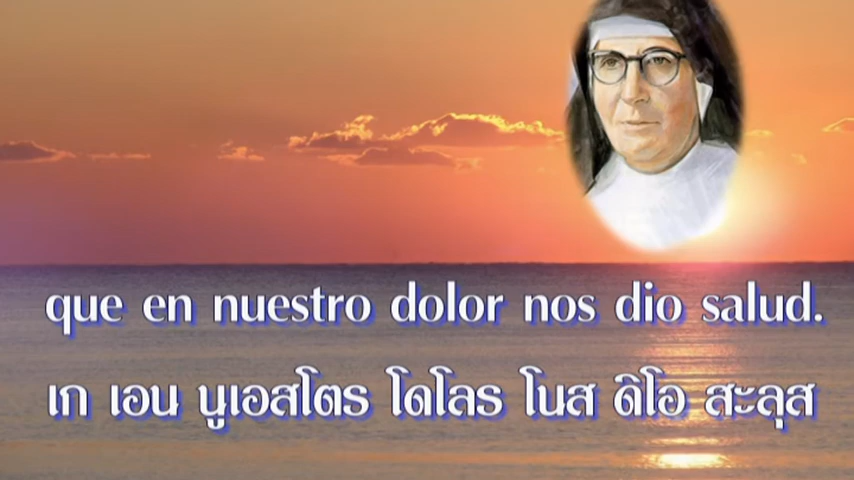 que en nuestro dolor nos dio salud.
เก เอน นูเอสโตร โดโลร โนส ดิโอ สะลุส